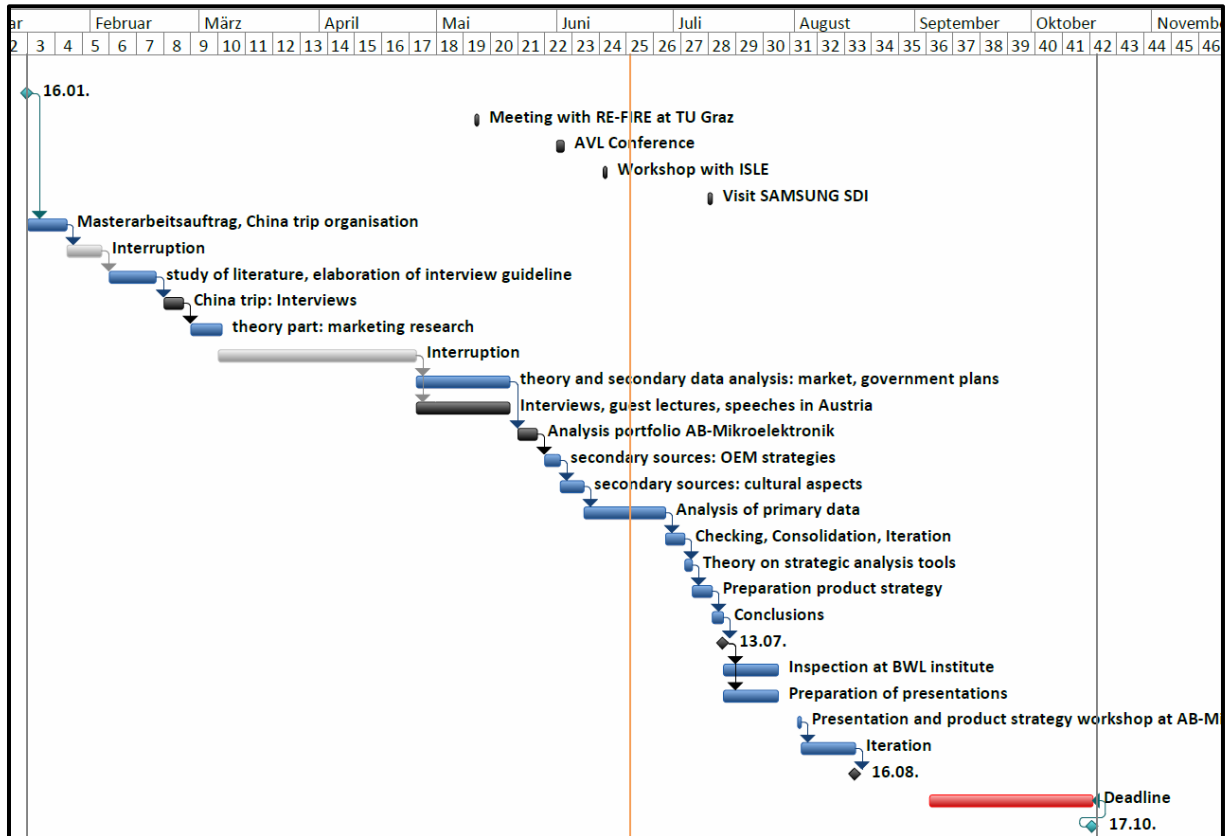 ar Februar März April Mai Juni Juli August September Oktober Novembe
2 3 4 5 6 7 8 9 10 11 12 13 14 15 16 17 18 19 20 21 22 23 24 25 26 27 28 29 30 31 32 33 34 35 36 37 38 39 40 41 42 43 44 45 46
16.01.
Meeting with RE-FIRE at TU Graz
AVL Conference
Workshop with ISLE
Visit SAMSUNG SDI
Masterarbeitsauftrag, China trip organisation
Interruption
study of literature, elaboration of interview guideline
China trip: Interviews
theory part: marketing research
Interruption
theory and secondary data analysis: market, government plans
Interviews, guest lectures, speeches in Austria
Analysis portfolio AB-Mikroelektronik
secondary sources: OEM strategies
secondary sources: cultural aspects
Analysis of primary data
Checking, Consolidation, Iteration
Theory on strategic analysis tools
Preparation product strategy
Conclusions
13.07.
Inspection at BWL institute
Preparation of presentations
Presentation and product strategy workshop at AB-Mi
Iteration
16.08.
Deadline
17.10.